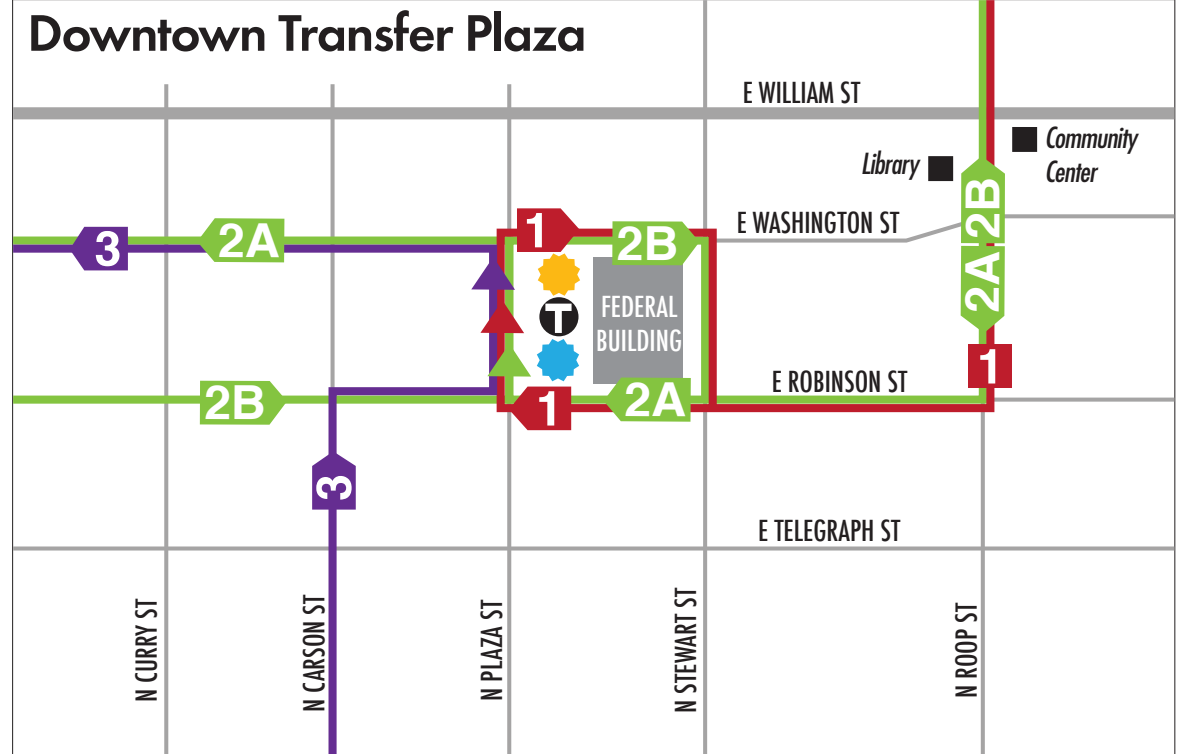 Downtown Transfer Plaza
E WILLIAM ST
Library
Community
Center
3
2A
1
2B
E WASHINGTON ST
2A 2B
T
FEDERAL
BUILDING
1
2B
1
2A
E ROBINSON ST
3
E TELEGRAPH ST
N CURRY ST
N CARSON ST
N PLAZA ST
N STEWART ST
N ROOP ST